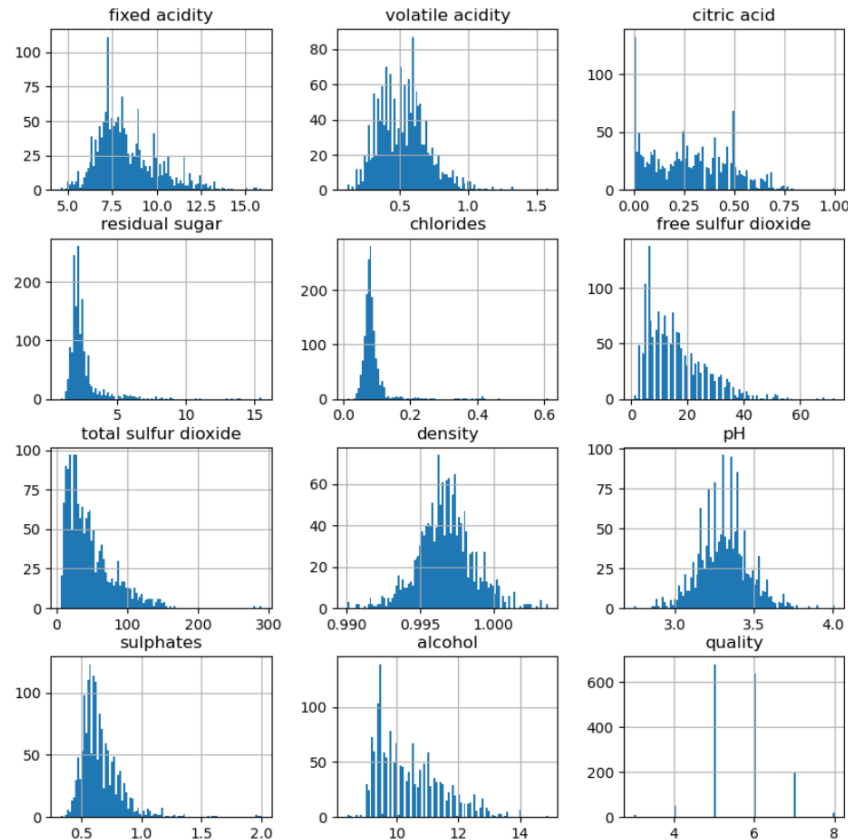 fixed acidity volatile acidity citric acid
100 80 100
75 60
50 40 50
25 20
0 0 0
5.0 7.5 10.0 12.5 15.0 0.5 1.0 1.5 0.00 0.25 0.50 0.75 1.00
residual sugar chlorides free sulfur dioxide
200 200 100
100 100 50
0 0 0
5 10 15 0.0 0.2 0.4 0.6 0 20 40 60
total sulfur dioxide density pH
100 60 100
75 40 75
50 20 50
25 25
0 0 0
0 100 200 300 0.990 0.995 1.000 3.0 3.5 4.0
sulphates alcohol quality
100 100 600
50 50 400
200
0 0 0
0.5 1.0 1.5 2.0 10 12 14 4 6 8